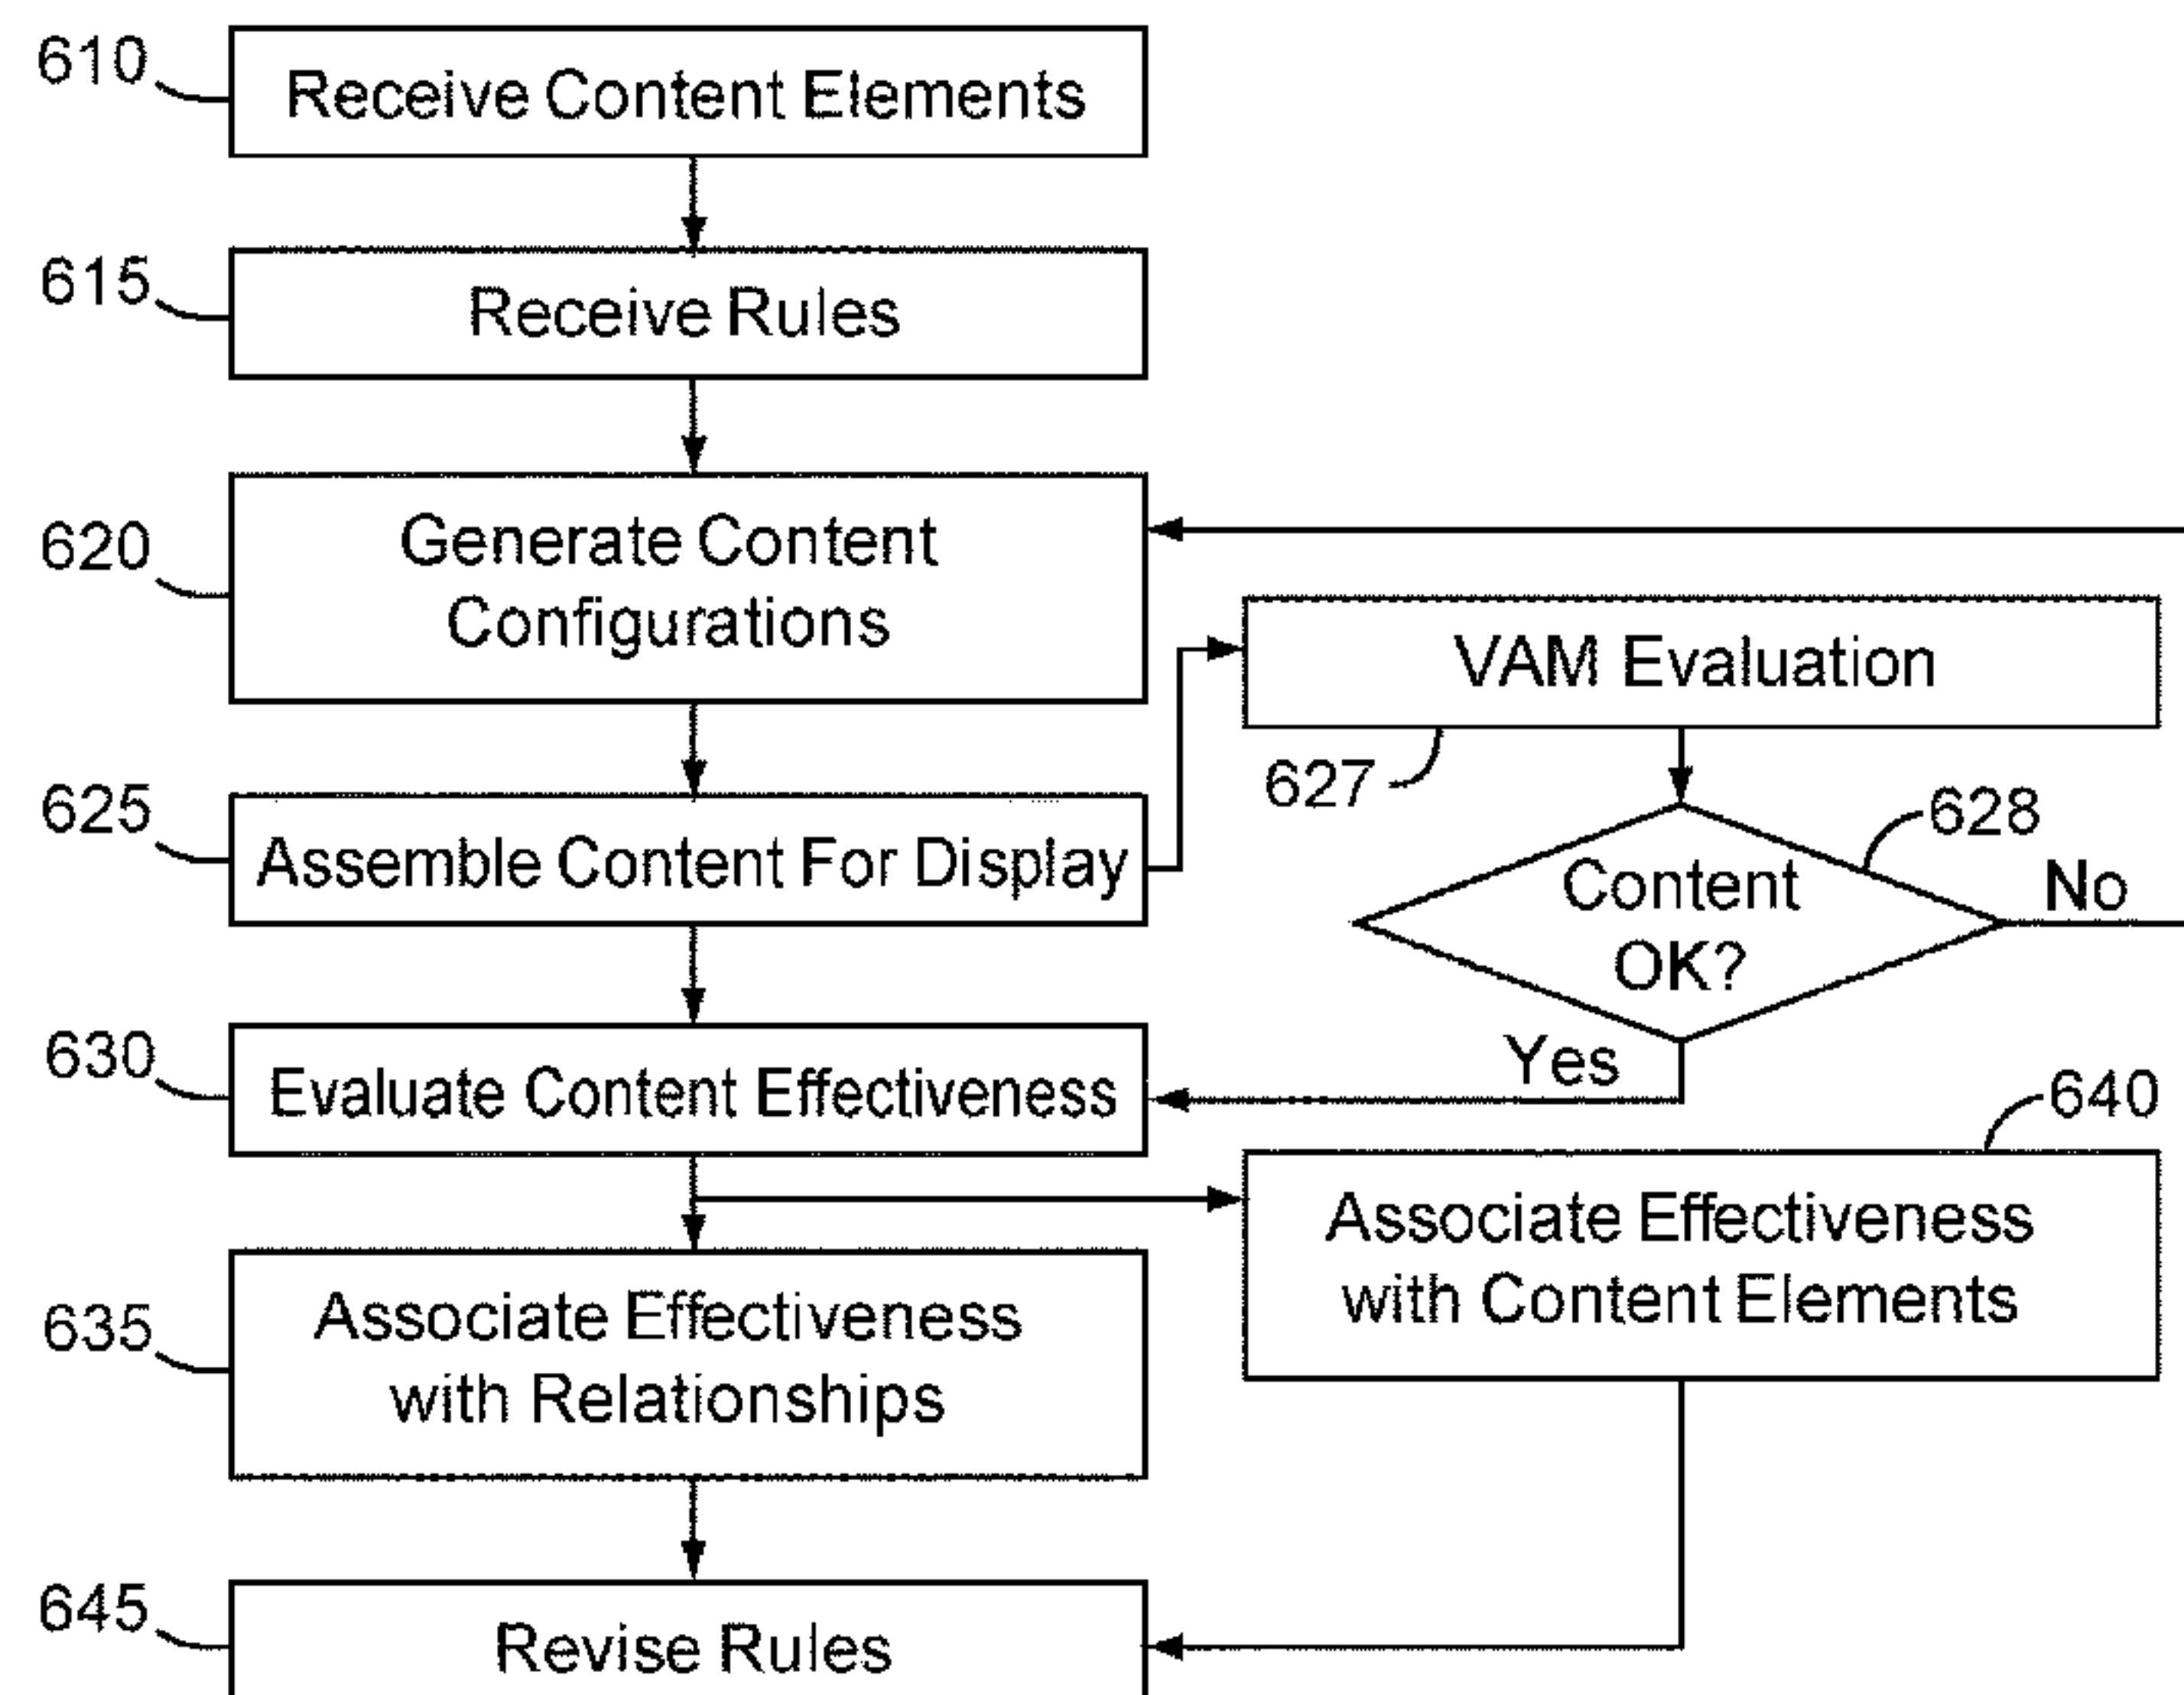 610
Receive Content Elements
615
Receive Rules
620
Generate Content
Configurations
VAM Evaluation
627
625
Assemble Content For Display
628
Content
OK?
No
Yes
630
Evaluate Content Effectiveness
640
Associate Effectiveness
with Content Elements
635
Associate Effectiveness
with Relationships
645
Revise Rules